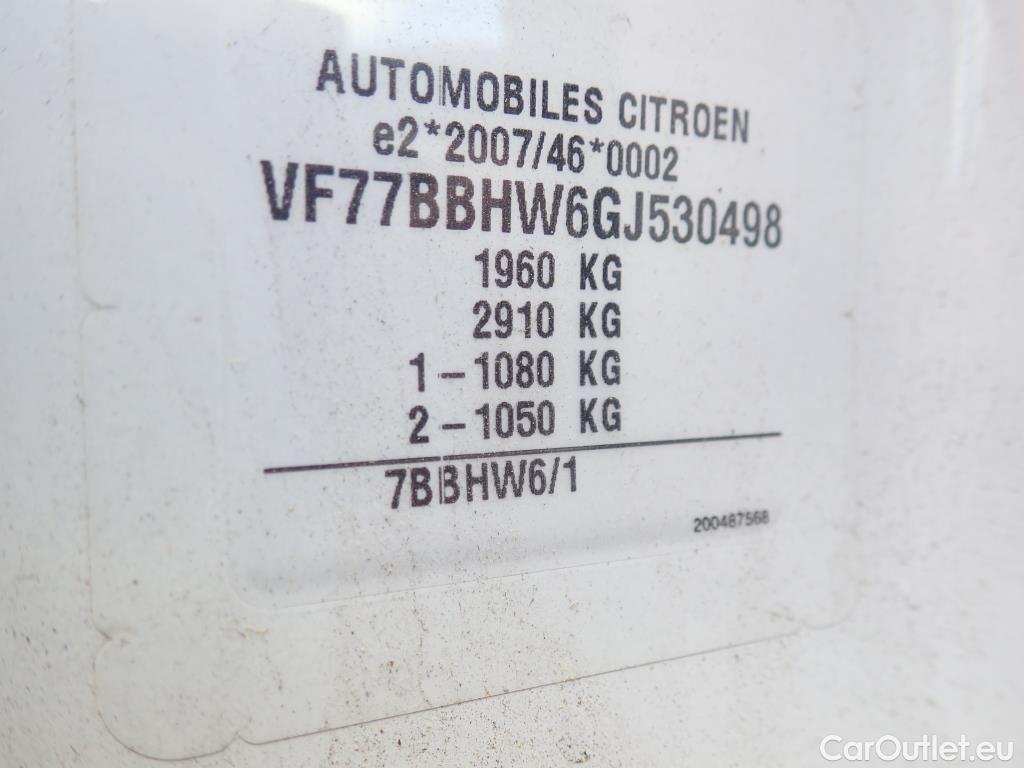 AUTOMOBILES CITROEN
e2*2007/46*0002
VF77BBHW6GJ530498
1960 KG
2910 KG
1-1080 KG
2-1050 KG
7BBHW6/1
200487568
CarOutlet.eu